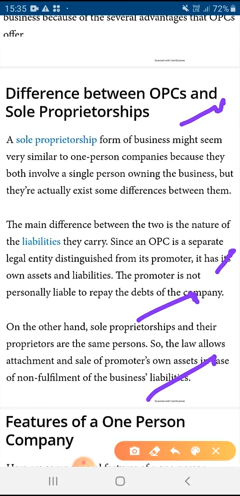 15:35
72%
business because of the several advantages that OPCs
offer.
Difference between OPCs and
Sole Proprietorships
A sole proprietorship form of business might seem
very similar to one-person companies because they
both involve a single person owning the business, but
they're actually exist some differences between them.
The main difference between the two is the nature of
the liabilities they carry. Since an OPC is a separate
legal entity distinguished from its promoter, it has its
own assets and liabilities. The promoter is not
personally liable to repay the debts of the company.
On the other hand, sole proprietorships and their
proprietors are the same persons. So, the law allows
attachment and sale of promoter's own assets in case
of non-fulfilment of the business' liabilities.
Features of a One Person
Company